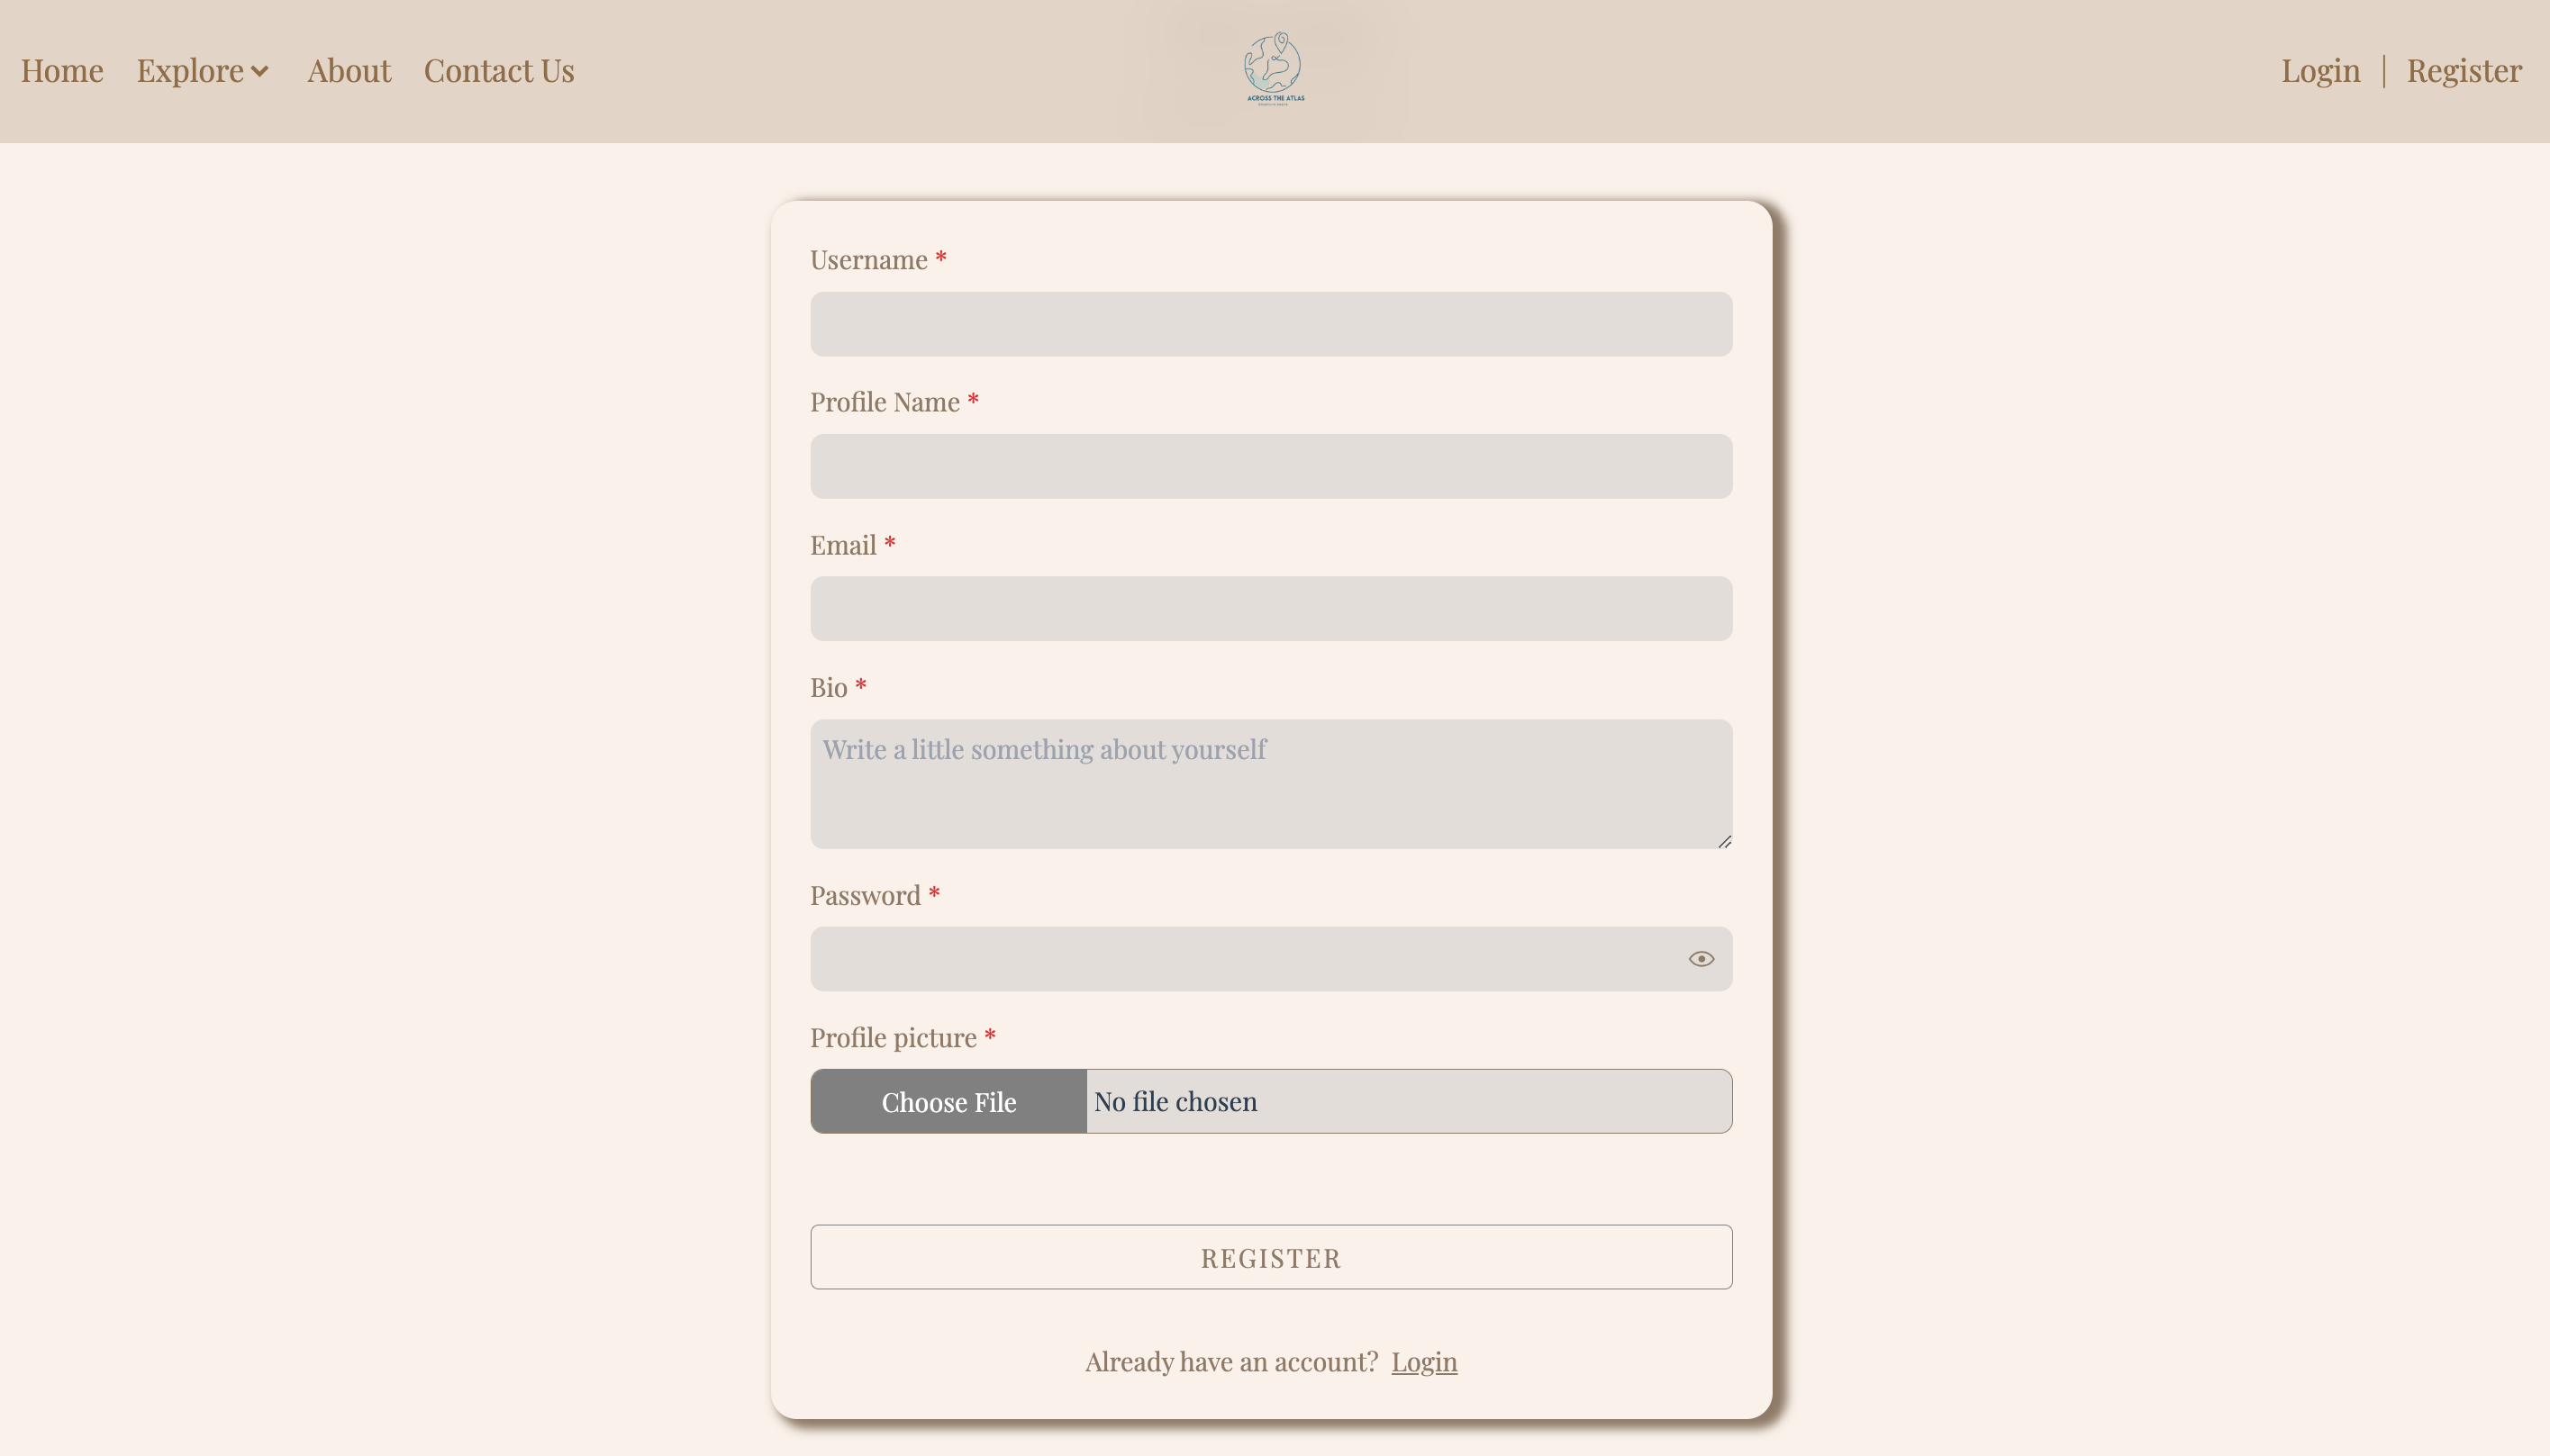 Home Explore About Contact Us
ACROSS THE ATLAS
Login | Register
Username *
Profile Name *
Email *
Bio *
Write a little something about yourself
Password *
Profile picture *
Choose File No file chosen
REGISTER
Already have an account? Login